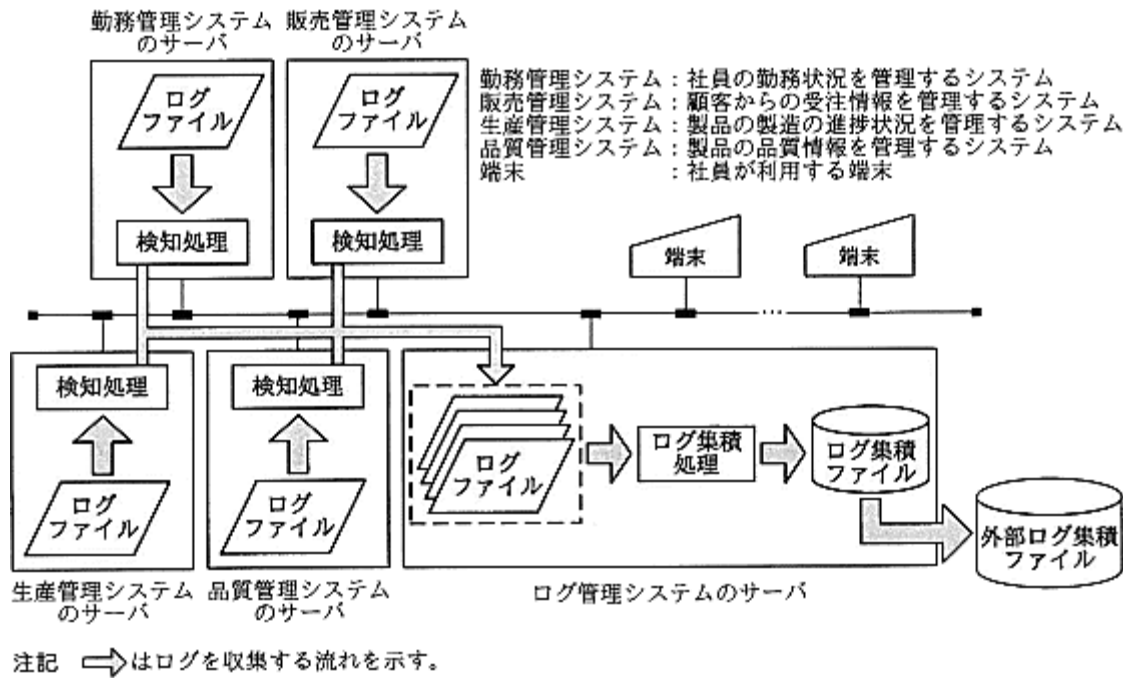 勤務管理システム
のサーバ
販売管理システム
のサーバ
ログ
ファイル
ログ
ファイル
検知処理
検知処理
勤務管理システム：社員の勤務状況を管理するシステム
販売管理システム：顧客からの受注情報を管理するシステム
生産管理システム：製品の製造の進捗状況を管理するシステム
品質管理システム：製品の品質情報を管理するシステム
端末　　　　　　：社員が利用する端末
端末
端末
…
検知処理
検知処理
ログ
ファイル
ログ
ファイル
ログ
ファイル
ログ集積
処理
ログ集積
ファイル
外部ログ集積
ファイル
生産管理システム
のサーバ
品質管理システム
のサーバ
ログ管理システムのサーバ
注記　⇨はログを収集する流れを示す。